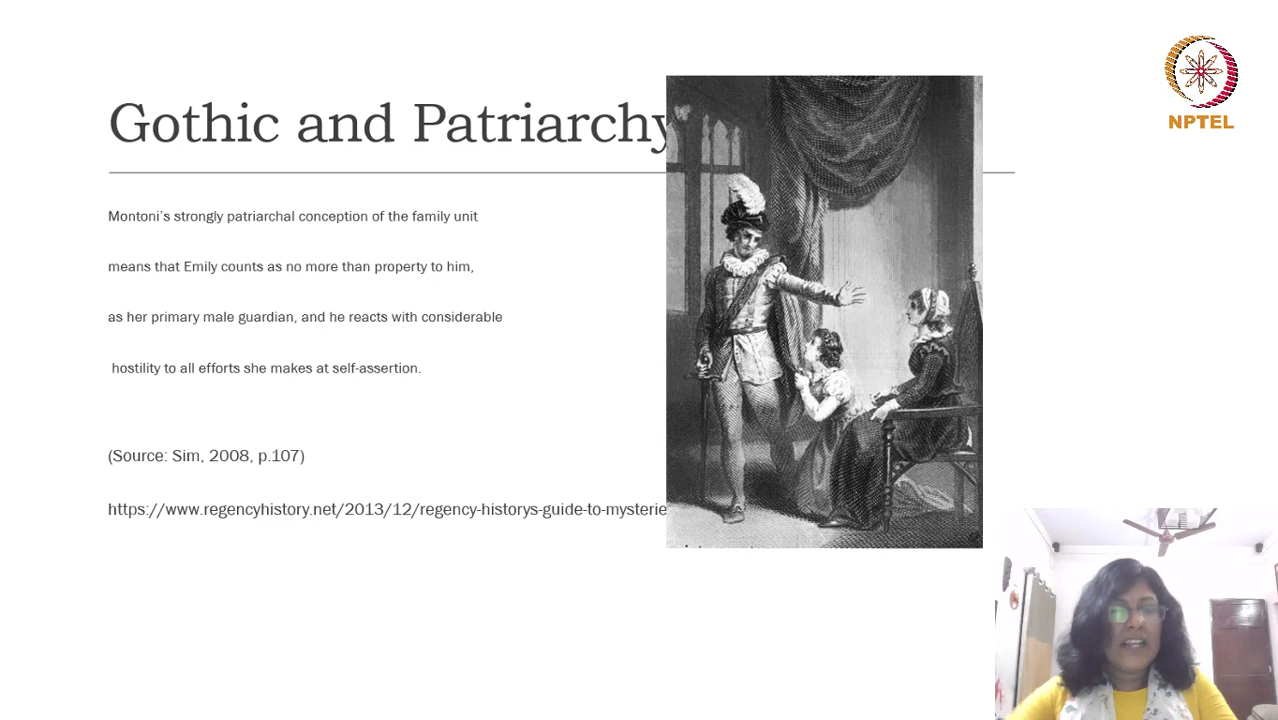 NPTEL
Gothic and Patriarchy
Montoni's strongly patriarchal conception of the family unit
means that Emily counts as no more than property to him,
as her primary male guardian, and he reacts with considerable
hostility to all efforts she makes at self-assertion.
(Source: Sim, 2008, p.107)
https://www.regencyhistory.net/2013/12/regency-historys-guide-to-mysterie